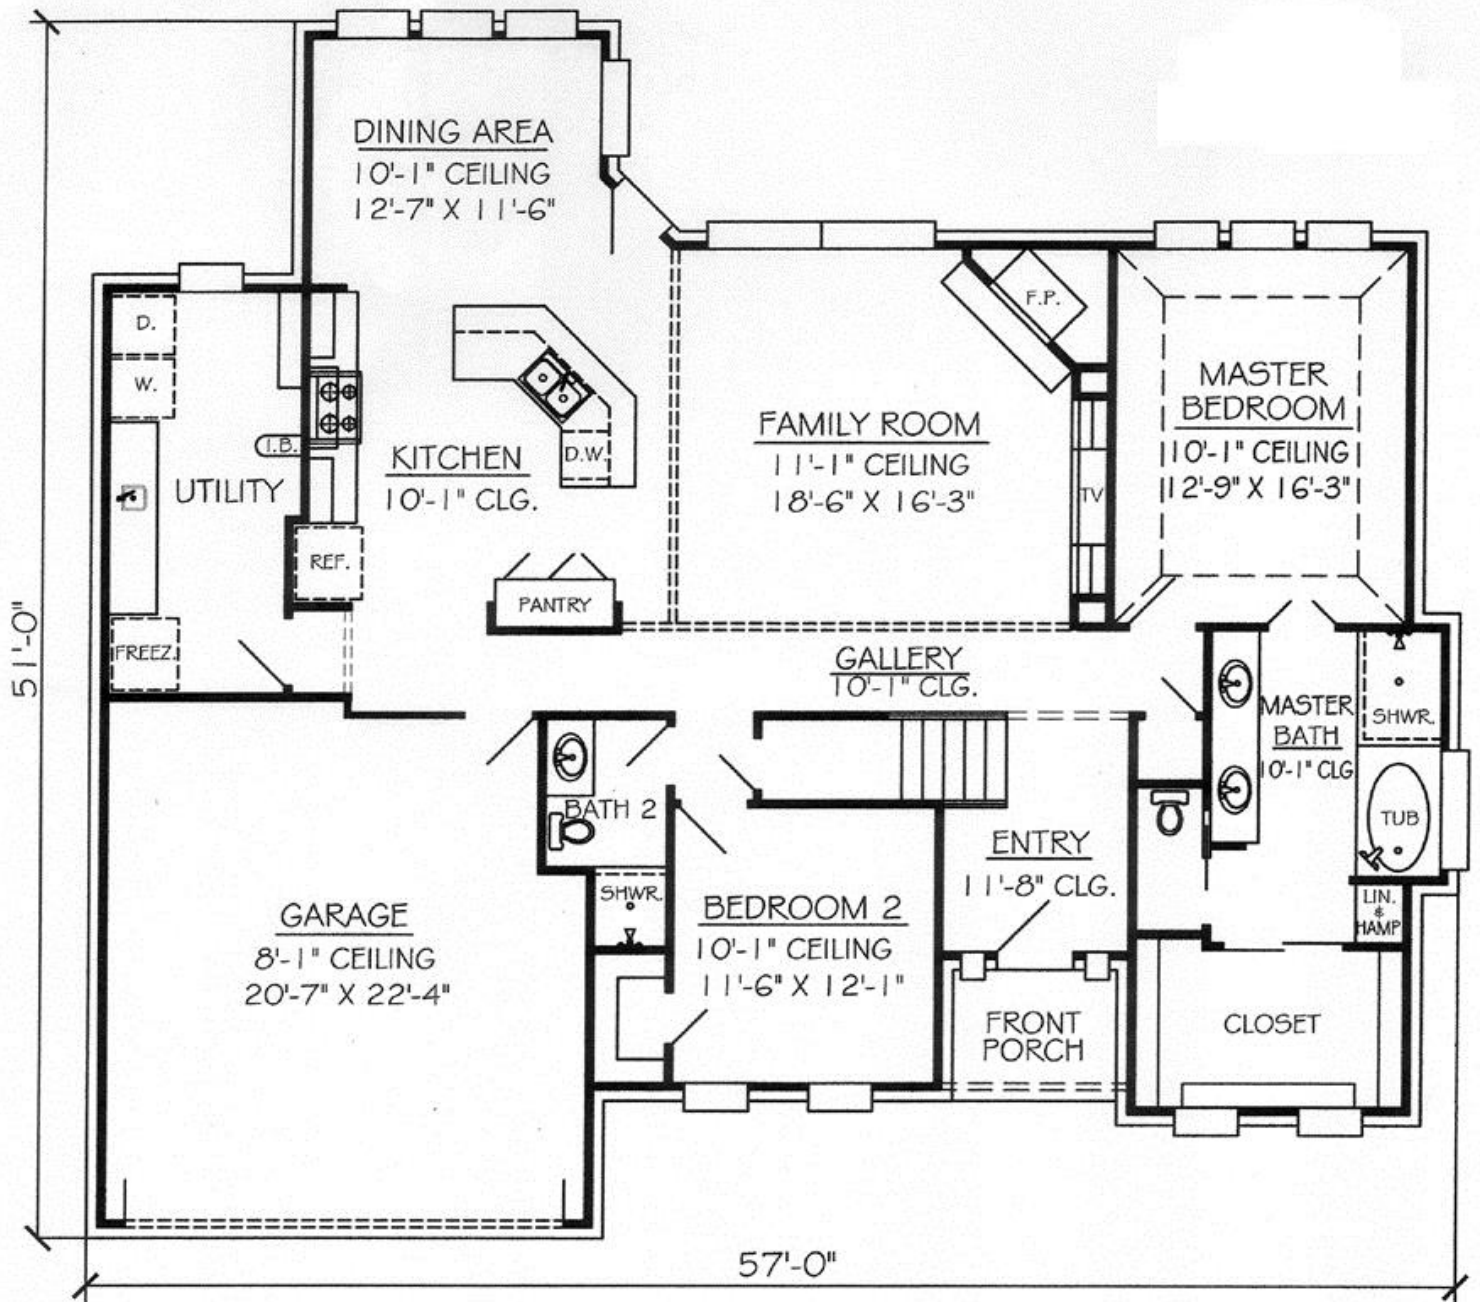 DINING AREA
10'-1" CEILING
12'-7" X 11'-6"
D.
W.
I.B.
UTILITY
FREEZ.
KITCHEN
10'-1" CLG.
REF.
D.W.
PANTRY
FAMILY ROOM
11'-1" CEILING
18'-6" X 16'-3"
F.P.
TV
MASTER
BEDROOM
10'-1" CEILING
12'-9" X 16'-3"
GALLERY
10'-1" CLG.
MASTER
BATH
10'-1" CLG
SHWR.
TUB
LIN.
&
HAMP
BATH 2
SHWR.
ENTRY
11'-8" CLG.
BEDROOM 2
10'-1" CEILING
11'-6" X 12'-1"
GARAGE
8'-1" CEILING
20'-7" X 22'-4"
FRONT
PORCH
CLOSET
51'-0"
57'-0"